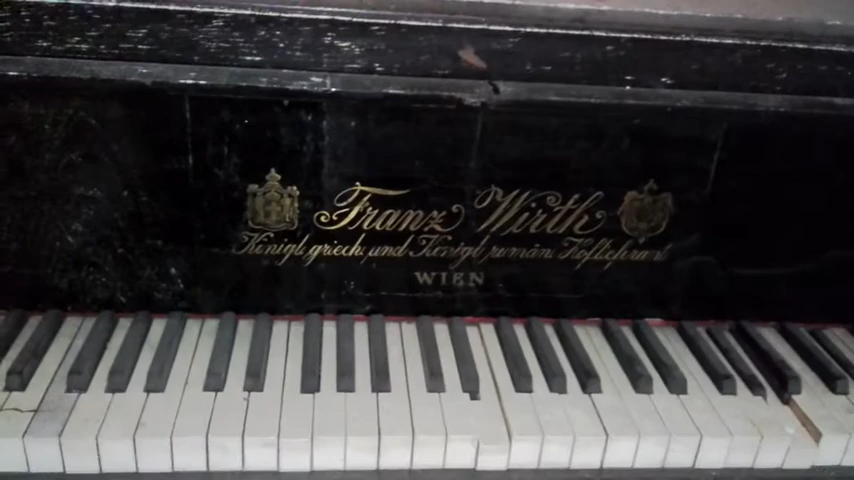 Franz Wirth
Königl. griech. und Königl. rumän. Hoflieferant
WIEN